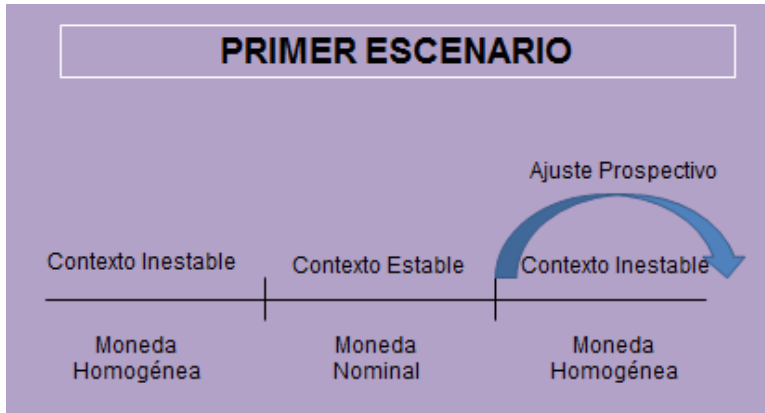 PRIMER ESCENARIO
Ajuste Prospectivo
Contexto Inestable
Contexto Estable
Contexto Inestable
Moneda
Homogénea
Moneda
Nominal
Moneda
Homogénea